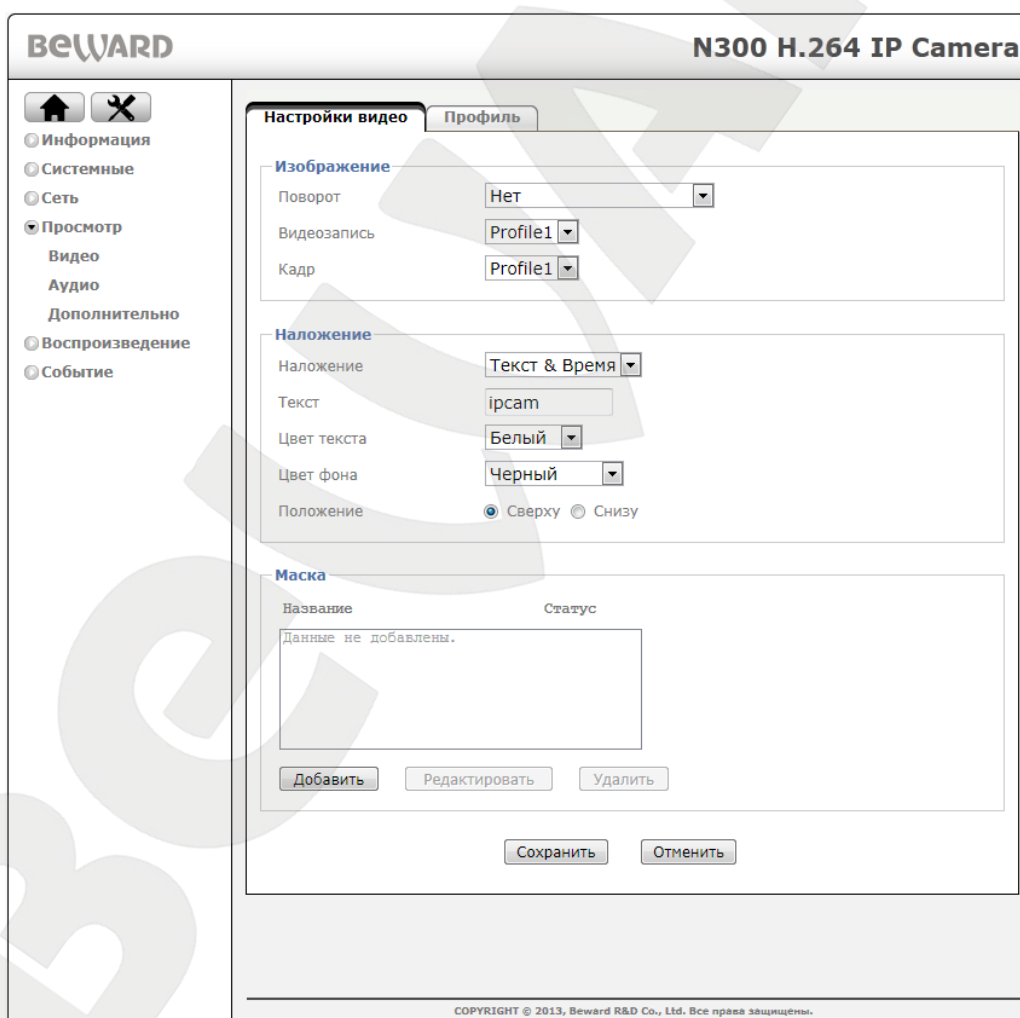 BEWARD
N300 H.264 IP Camera
Информация
Системные
Сеть
Просмотр
Видео
Аудио
Дополнительно
Воспроизведение
Событие
Настройки видео
Профиль
Изображение
Поворот Нет
Видеозапись Profile1
Кадр Profile1
Наложение
Наложение Текст & Время
Текст ipcam
Цвет текста Белый
Цвет фона Черный
Положение Сверху Снизу
Маска
Название Статус
Данные не добавлены.
Добавить Редактировать Удалить
Сохранить Отменить
COPYRIGHT © 2013, Beward R&D Co., Ltd. Все права защищены.